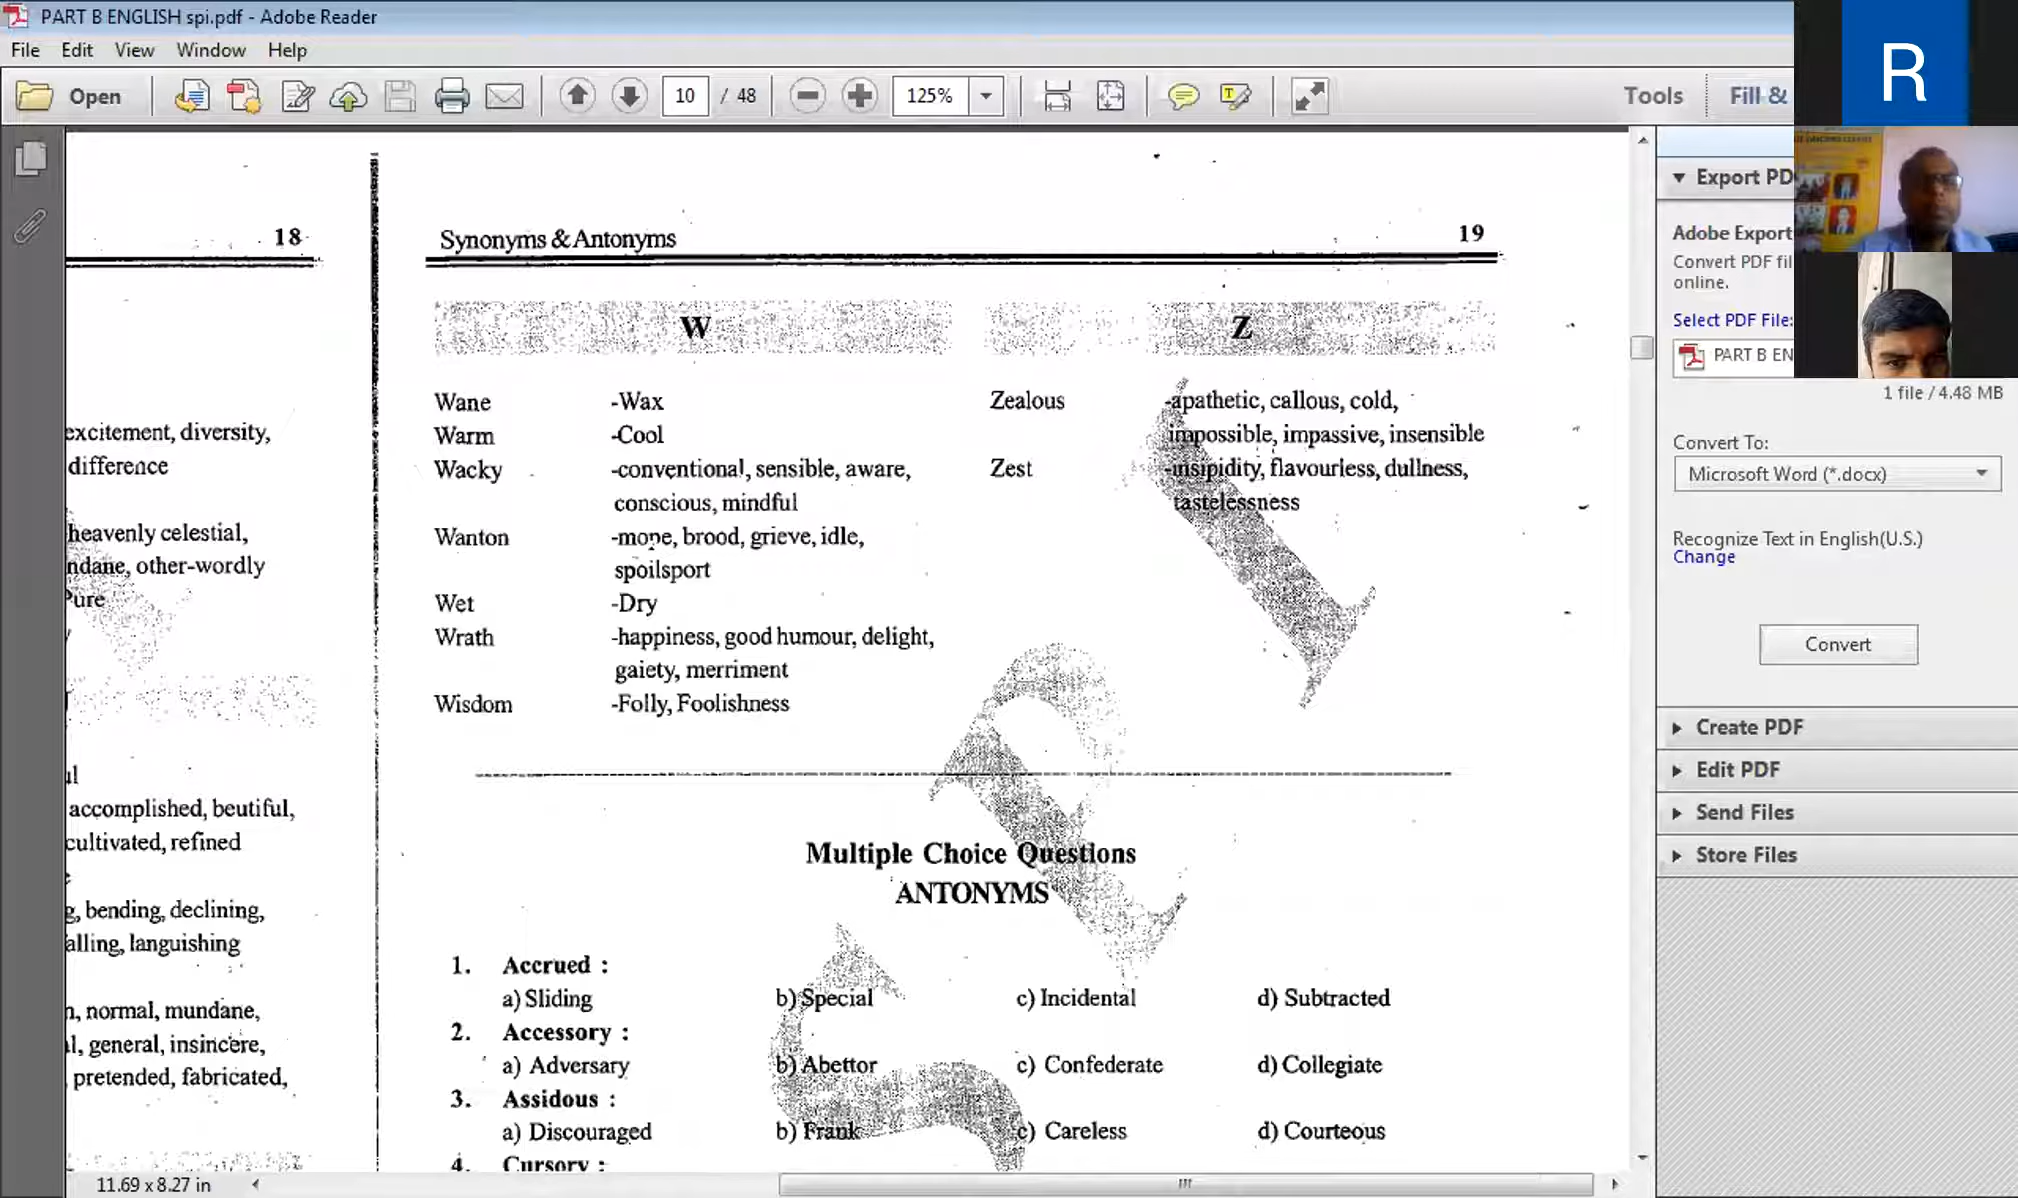 PART B ENGLISH spi.pdf - Adobe Reader
File Edit View Window Help
Open 10 / 48 125% Tools Fill &
R
18
excitement, diversity,
difference
heavenly celestial,
ndane, other-wordly
Pure
accomplished, beutiful,
cultivated, refined
g, bending, declining,
alling, languishing
n, normal, mundane,
al, general, insincere,
, pretended, fabricated,
Synonyms & Antonyms 19
W
Wane -Wax
Warm -Cool
Wacky -conventional, sensible, aware,
conscious, mindful
Wanton -mope, brood, grieve, idle,
spoilsport
Wet -Dry
Wrath -happiness, good humour, delight,
gaiety, merriment
Wisdom -Folly, Foolishness
Z
Zealous -apathetic, callous, cold,
impossible, impassive, insensible
Zest -insipidity, flavourless, dullness,
tastelessness
Multiple Choice Questions
ANTONYMS
1. Accrued :
a) Sliding b) Special c) Incidental d) Subtracted
2. Accessory :
a) Adversary b) Abettor c) Confederate d) Collegiate
3. Assidous :
a) Discouraged b) Frank c) Careless d) Courteous
4. Cursory :
11.69 x 8.27 in
Export PD
Adobe Export
Convert PDF fil
online.
Select PDF File:
PART B EN
1 file / 4.48 MB
Convert To:
Microsoft Word (*.docx)
Recognize Text in English(U.S.)
Change
Convert
Create PDF
Edit PDF
Send Files
Store Files